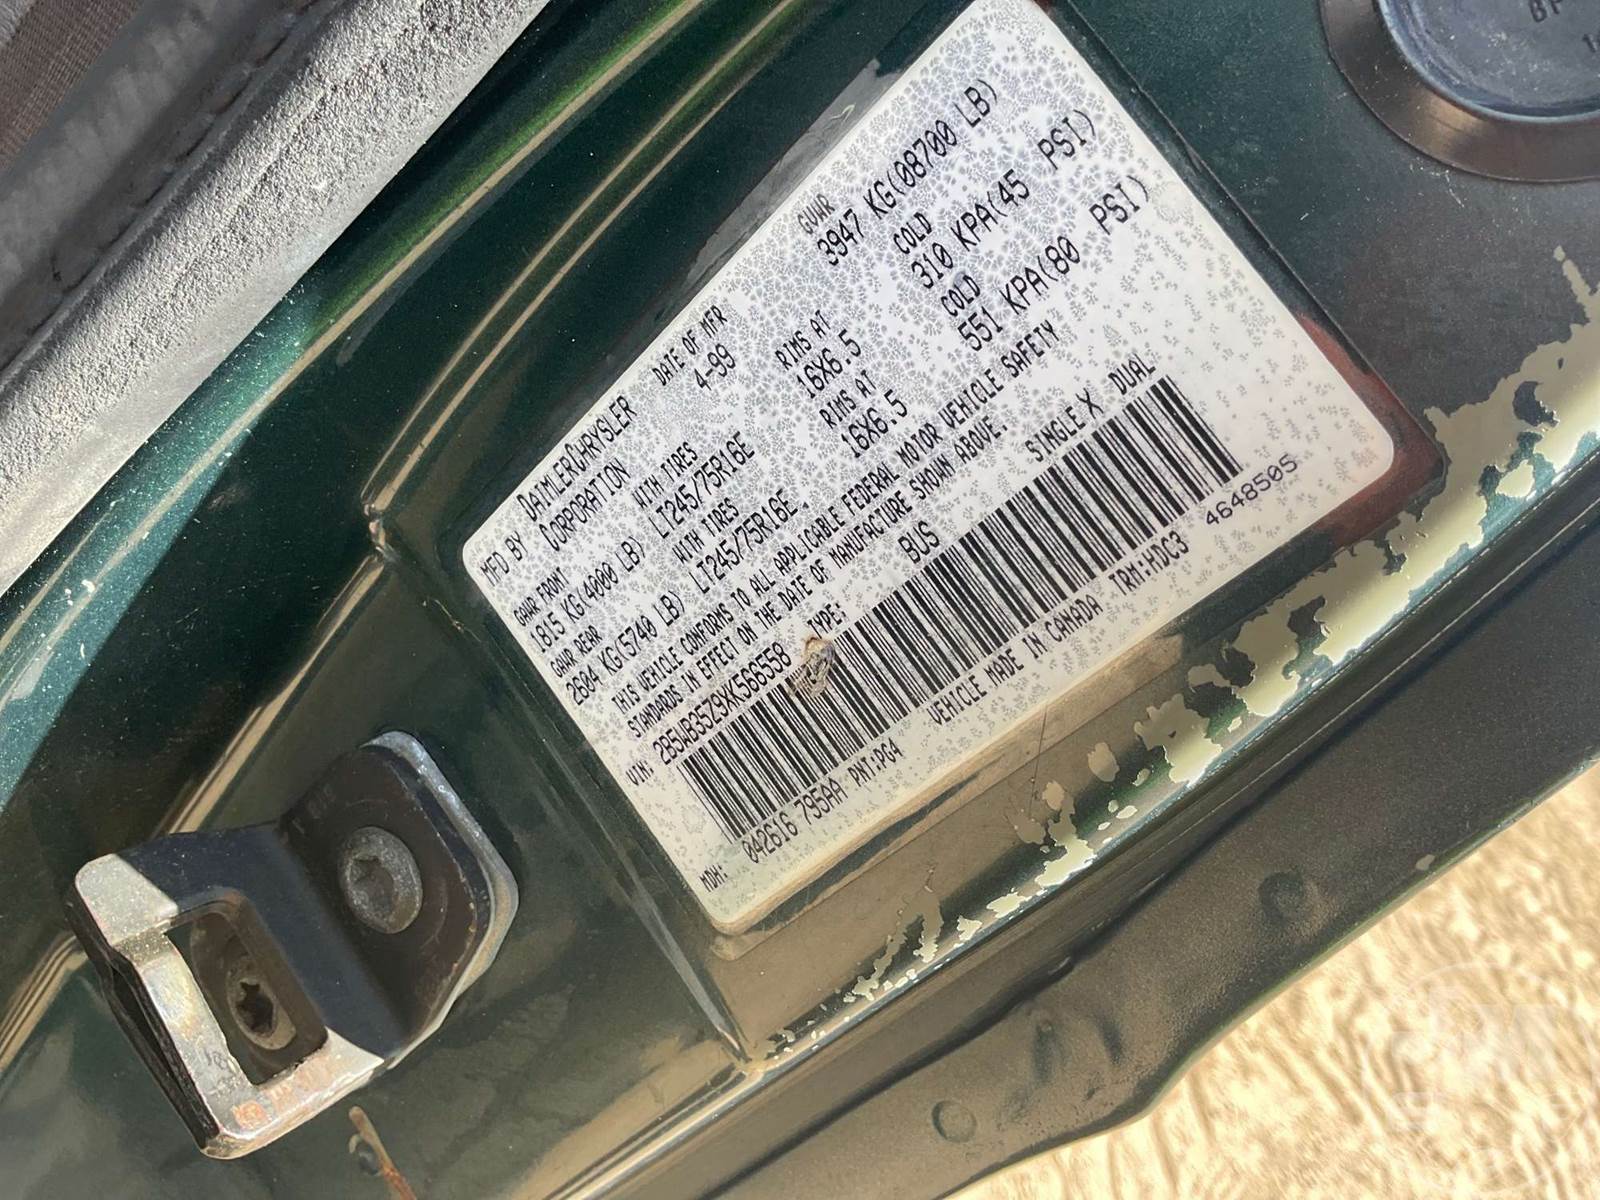 MFD BY DAIMLERCHRYSLER CORPORATION DATE OF MFR 4-99 GVWR 3947 KG(08700 LB)
GAWR FRONT WITH TIRES RIMS AT COLD
1815 KG(4000 LB) LT245/75R16E 16X6.5 310 KPA(45 PSI)
GAWR REAR WITH TIRES RIMS AT COLD
2604 KG(5740 LB) LT245/75R16E 16X6.5 551 KPA(80 PSI)
THIS VEHICLE CONFORMS TO ALL APPLICABLE FEDERAL MOTOR VEHICLE SAFETY
STANDARDS IN EFFECT ON THE DATE OF MANUFACTURE SHOWN ABOVE.
VIN: 2B5WB35Z9XK566558 TYPE: BUS SINGLE X DUAL
MDH: 042616 795AA PNT:PG4 VEHICLE MADE IN CANADA TRM:HDC3 4648505